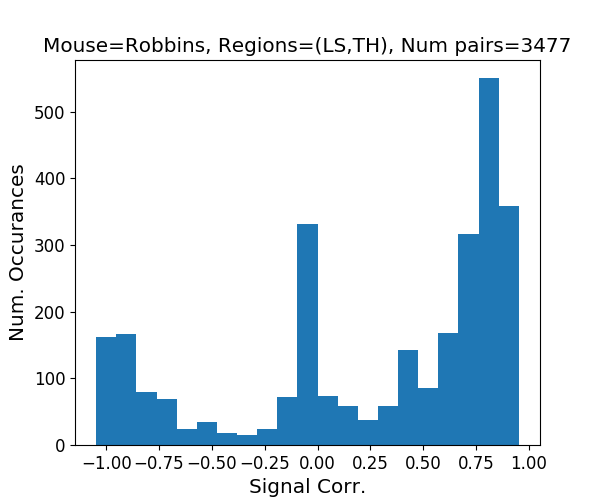 Mouse=Robbins, Regions=(LS,TH), Num pairs=3477
Num. Occurances
500
400
300
200
100
0
−1.00 −0.75 −0.50 −0.25 0.00 0.25 0.50 0.75 1.00
Signal Corr.